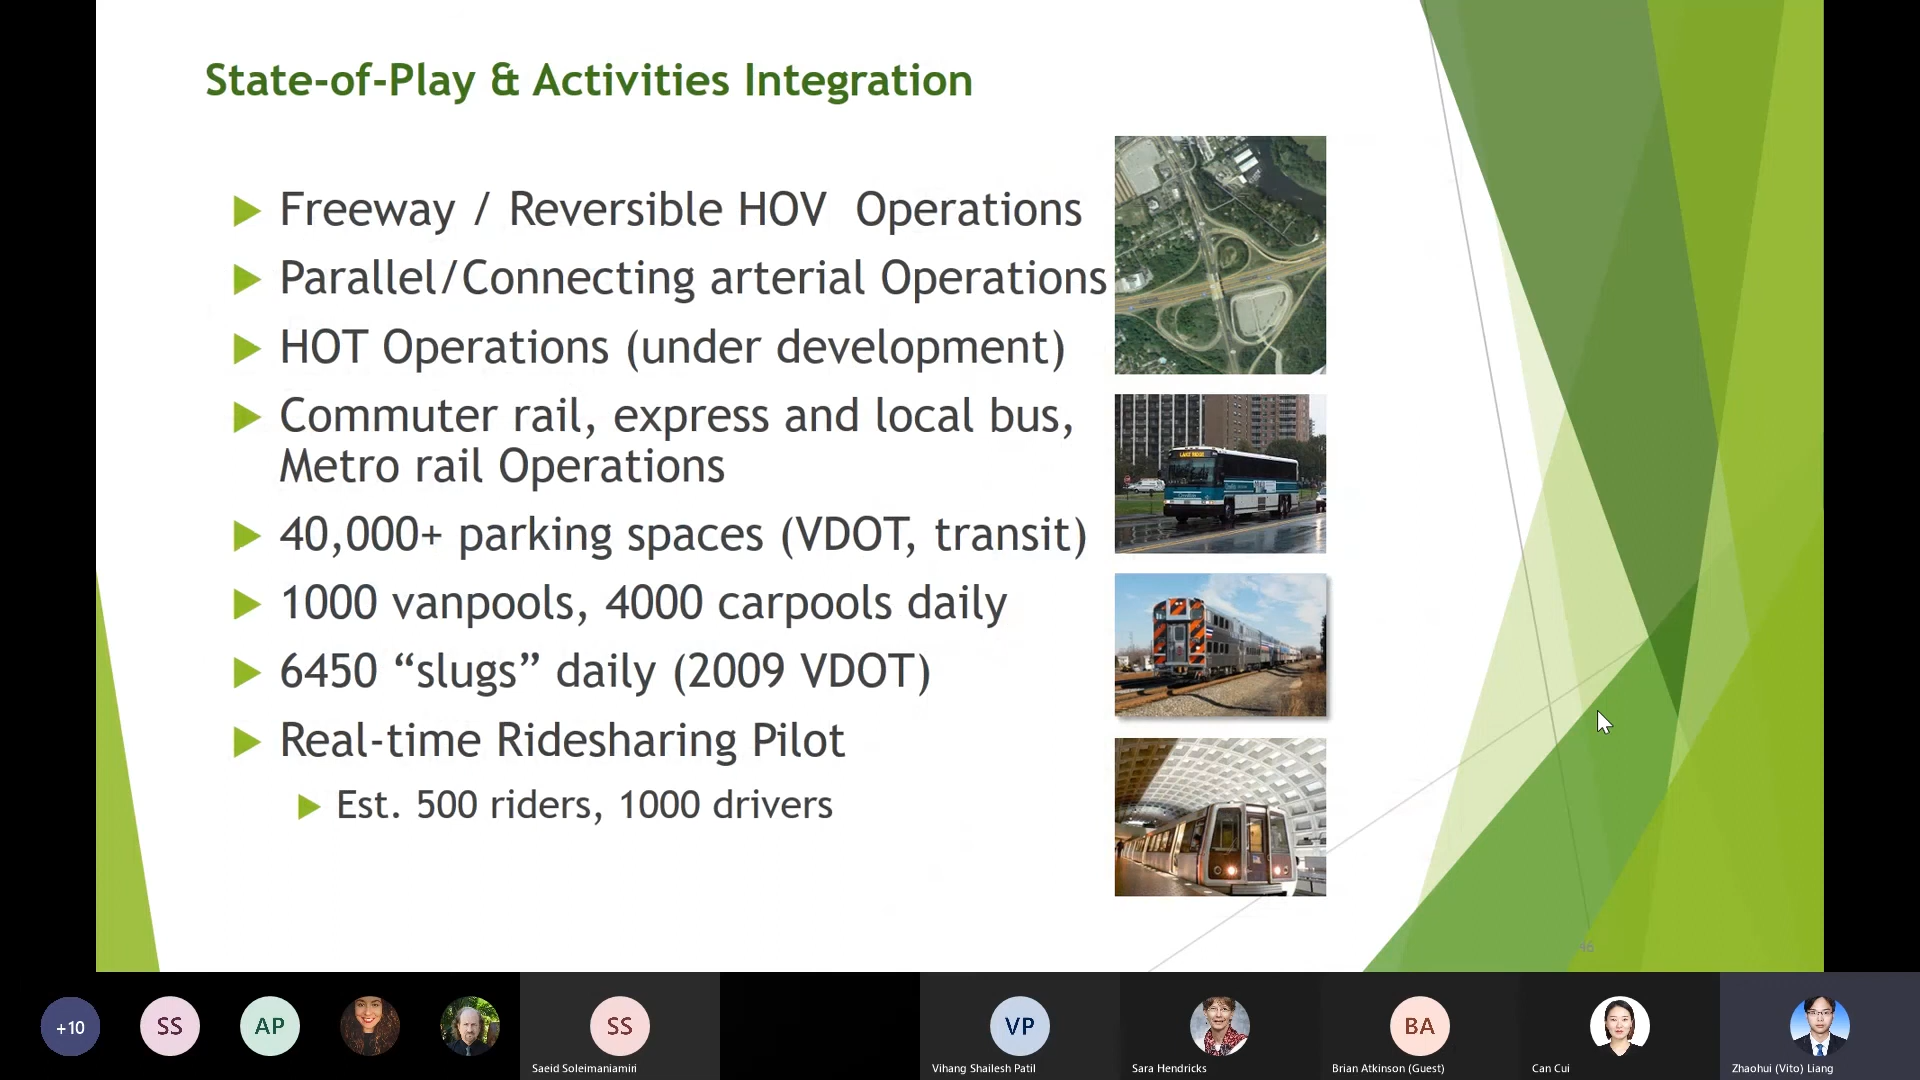 State-of-Play & Activities Integration
Freeway / Reversible HOV  Operations
Parallel/Connecting arterial Operations
HOT Operations (under development)
Commuter rail, express and local bus,
Metro rail Operations
40,000+ parking spaces (VDOT, transit)
1000 vanpools, 4000 carpools daily
6450 “slugs” daily (2009 VDOT)
Real-time Ridesharing Pilot
Est. 500 riders, 1000 drivers
+10
SS
AP
SS
VP
BA
Saeid Soleimaniamiri
Vihang Shailesh Patil
Sara Hendricks
Brian Atkinson (Guest)
Can Cui
Zhaohui (Vito) Liang